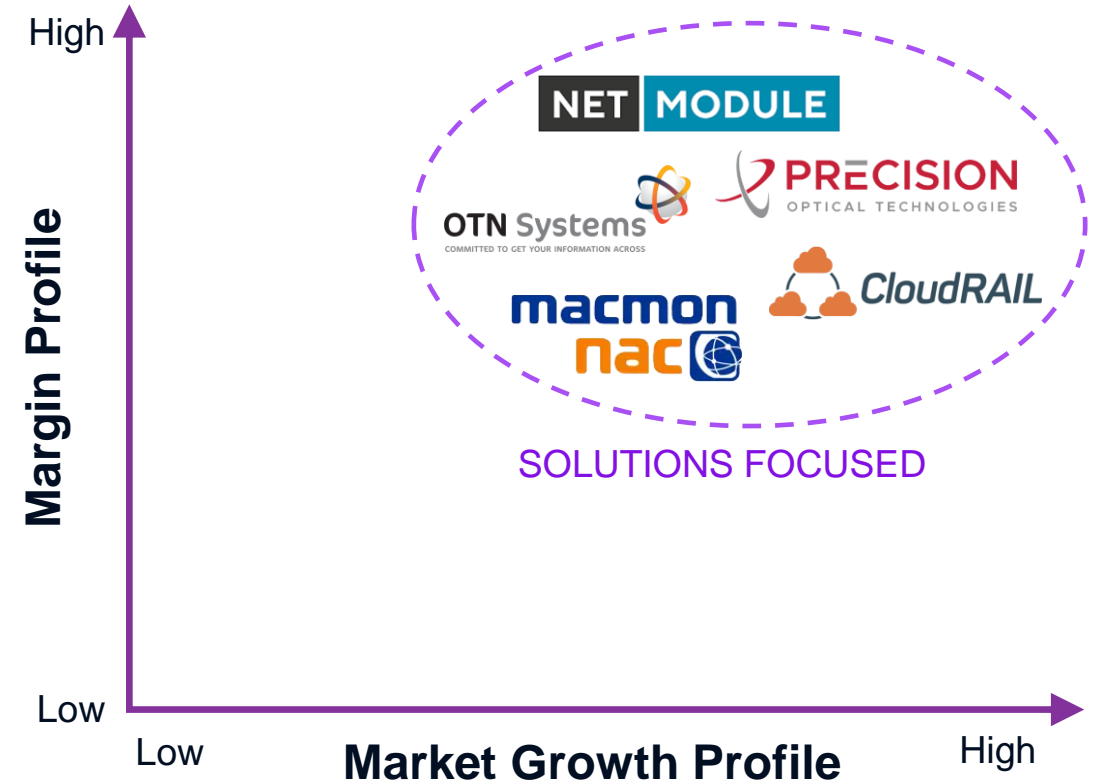 High
NET MODULE
PRECISION
OPTICAL TECHNOLOGIES
OTN Systems
COMMITTED TO GET YOUR INFORMATION ACROSS
CloudRAIL
macmon
nac
Margin Profile
SOLUTIONS FOCUSED
Low
Low
Market Growth Profile
High